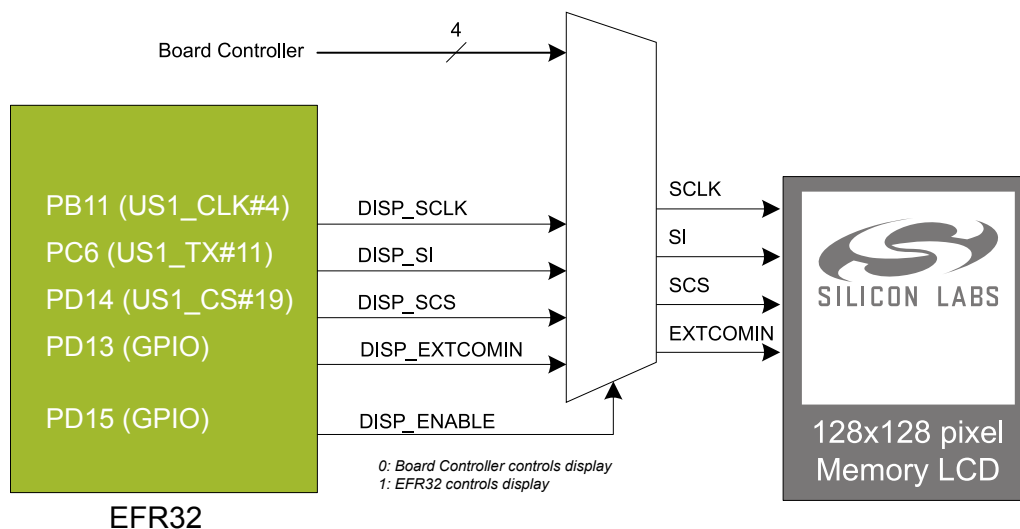 4
Board Controller
PB11 (US1_CLK#4)
PC6 (US1_TX#11)
PD14 (US1_CS#19)
PD13 (GPIO)
PD15 (GPIO)
EFR32
DISP_SCLK
DISP_SI
DISP_SCS
DISP_EXTCOMIN
DISP_ENABLE
0: Board Controller controls display
1: EFR32 controls display
SCLK
SI
SCS
EXTCOMIN
SILICON LABS
128x128 pixel
Memory LCD